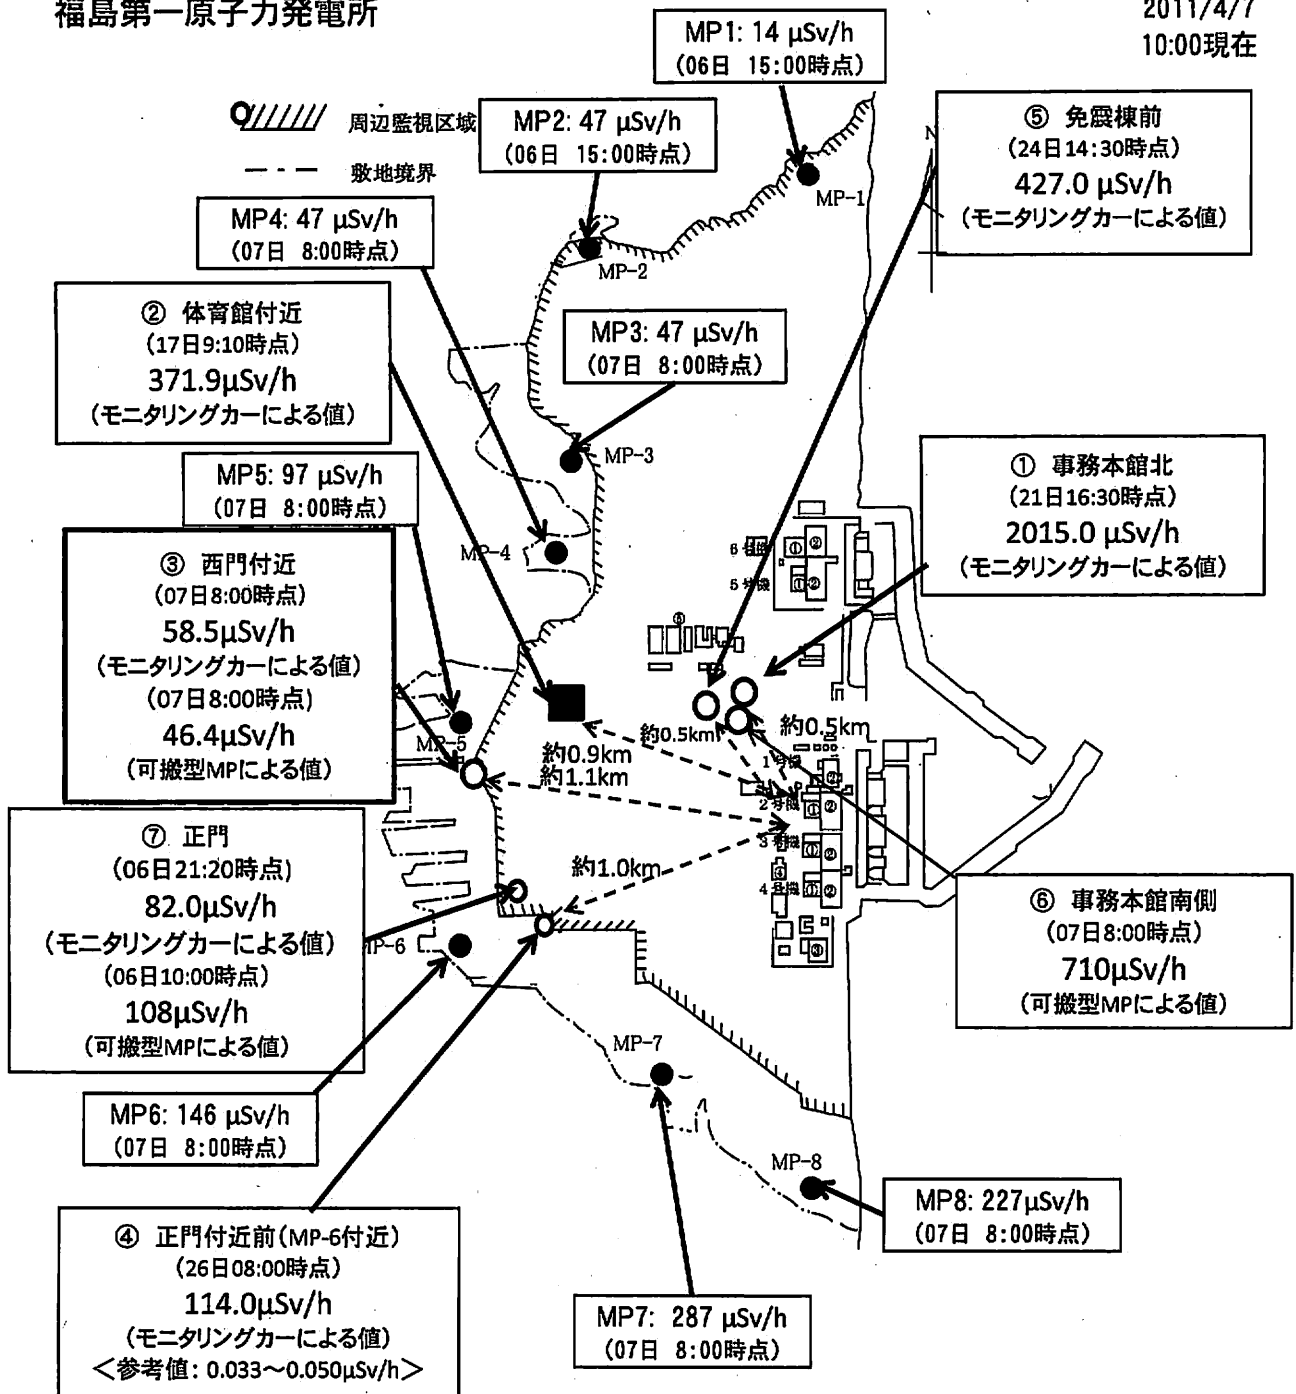 福島第一原子力発電所
2011/4/7
10:00現在
MP1: 14 μSv/h
(06日 15:00時点)
周辺監視区域
敷地境界
MP2: 47 μSv/h
(06日 15:00時点)
⑤ 免震棟前
(24日14:30時点)
427.0 μSv/h
(モニタリングカーによる値)
N
MP-1
MP4: 47 μSv/h
(07日 8:00時点)
MP-2
② 体育館付近
(17日9:10時点)
371.9μSv/h
(モニタリングカーによる値)
MP3: 47 μSv/h
(07日 8:00時点)
MP-3
① 事務本館北
(21日16:30時点)
2015.0 μSv/h
(モニタリングカーによる値)
MP5: 97 μSv/h
(07日 8:00時点)
MP-4
6号機
① ②
5号機
① ②
③ 西門付近
(07日8:00時点)
58.5μSv/h
(モニタリングカーによる値)
(07日8:00時点)
46.4μSv/h
(可搬型MPによる値)
MP-5
約0.5km
約0.5km
約0.9km
約1.1km
1号機
②
2号機
① ②
3号機
① ②
4号機
① ②
④
③
約1.0km
⑦ 正門
(06日21:20時点)
82.0μSv/h
(モニタリングカーによる値)
(06日10:00時点)
108μSv/h
(可搬型MPによる値)
⑥ 事務本館南側
(07日8:00時点)
710μSv/h
(可搬型MPによる値)
MP-7
MP6: 146 μSv/h
(07日 8:00時点)
MP-8
MP8: 227μSv/h
(07日 8:00時点)
④ 正門付近前(MP-6付近)
(26日08:00時点)
114.0μSv/h
(モニタリングカーによる値)
<参考値: 0.033～0.050μSv/h>
MP7: 287 μSv/h
(07日 8:00時点)